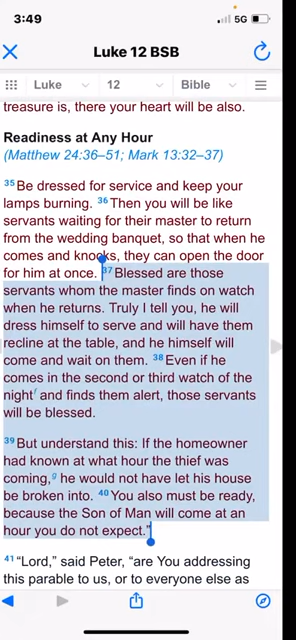 3:49
5G
Luke 12 BSB
Luke
12
Bible
treasure is, there your heart will be also.
Readiness at Any Hour
(Matthew 24:36–51; Mark 13:32–37)
35 Be dressed for service and keep your
lamps burning. 36 Then you will be like
servants waiting for their master to return
from the wedding banquet, so that when he
comes and knocks, they can open the door
for him at once. 37 Blessed are those
servants whom the master finds on watch
when he returns. Truly I tell you, he will
dress himself to serve and will have them
recline at the table, and he himself will
come and wait on them. 38 Even if he
comes in the second or third watch of the
night f and finds them alert, those servants
will be blessed.
39 But understand this: If the homeowner
had known at what hour the thief was
coming, g he would not have let his house
be broken into. 40 You also must be ready,
because the Son of Man will come at an
hour you do not expect.”
41 “Lord,” said Peter, “are You addressing
this parable to us, or to everyone else as